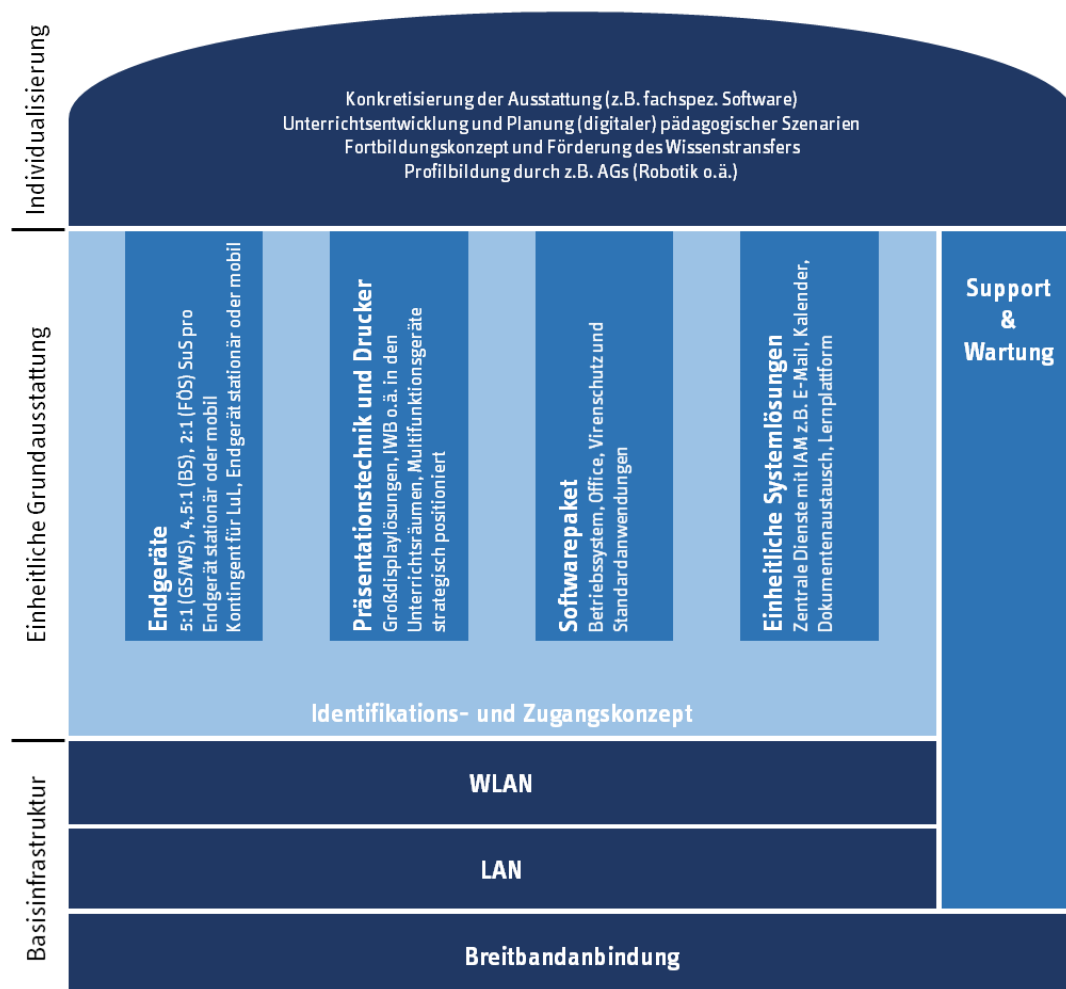 Individualisierung
Konkretisierung der Ausstattung (z.B. fachspez. Software)
Unterrichtsentwicklung und Planung (digitaler) pädagogischer Szenarien
Fortbildungskonzept und Förderung des Wissenstransfers
Profilbildung durch z.B. AGs (Robotik o.ä.)
Einheitliche Grundausstattung
Endgeräte
5:1 (GS/WS), 4,5:1 (BS), 2:1 (FÖS) SuS pro
Endgerät stationär oder mobil
Kontingent für LuL, Endgerät stationär oder mobil
Präsentationstechnik und Drucker
Großdisplaylösungen, IWB o.ä. in den
Unterrichtsräumen, Multifunktionsgeräte
strategisch positioniert
Softwarepaket
Betriebssystem, Office, Virenschutz und
Standardanwendungen
Einheitliche Systemlösungen
Zentrale Dienste mit IAM z.B. E-Mail, Kalender,
Dokumentenaustausch, Lernplattform
Support
&
Wartung
Identifikations- und Zugangskonzept
Basisinfrastruktur
WLAN
LAN
Breitbandanbindung